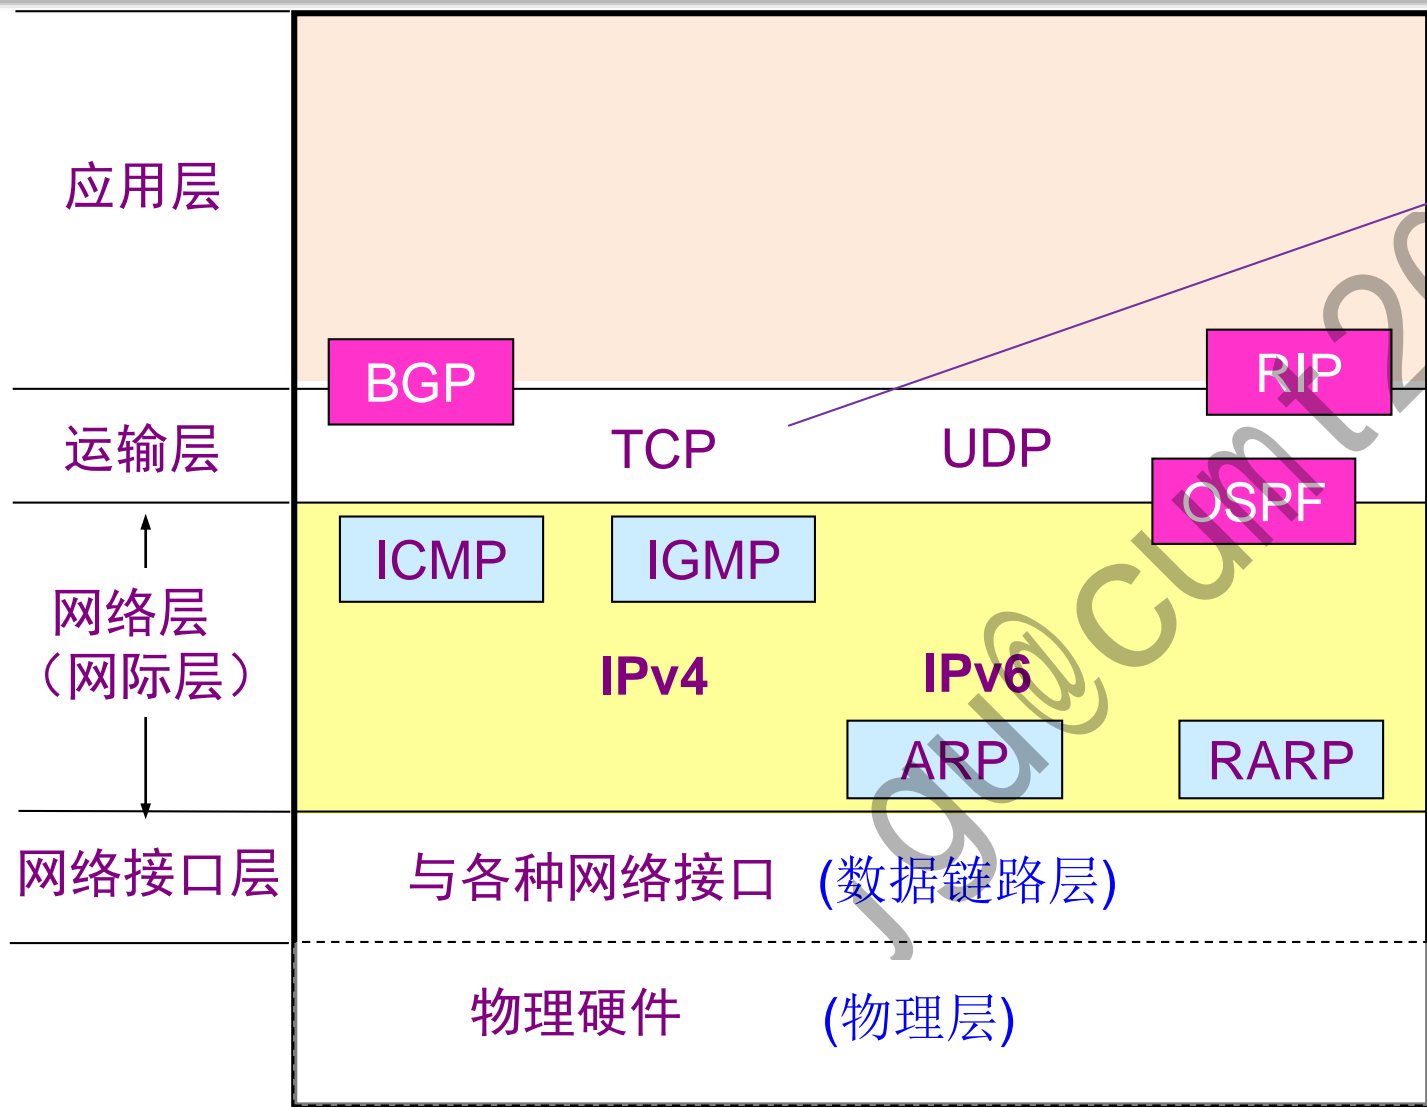 应用层
BGP
RIP
运输层
TCP
UDP
OSPF
ICMP
IGMP
网络层
（网际层）
IPv4
IPv6
ARP
RARP
网络接口层
与各种网络接口 (数据链路层)
物理硬件 (物理层)
jgu@cumt 20